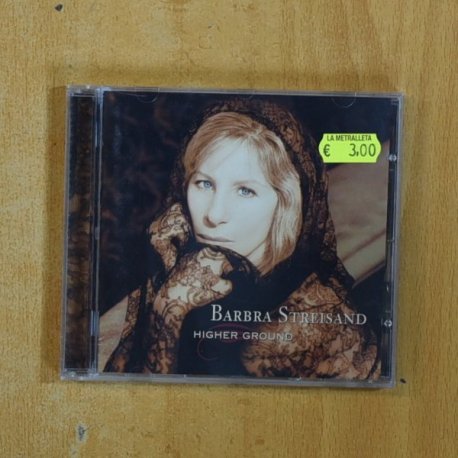 LA METRALLETA
€ 3,00
BARBRA STREISAND
HIGHER GROUND